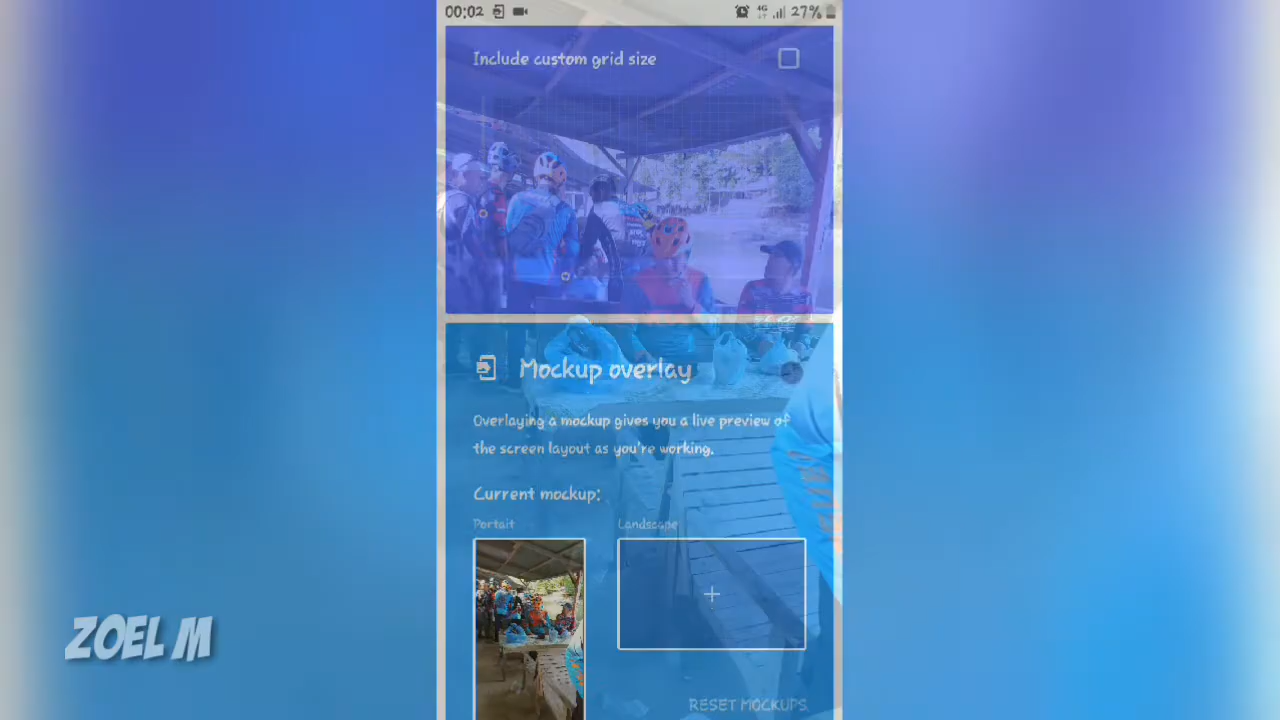 00:02 4G 27%
Include custom grid size
Mockup overlay
Overlaying a mockup gives you a live preview of
the screen layout as you're working.
Current mockup:
Portait Landscape
+
RESET MOCKUPS
ZOEL M